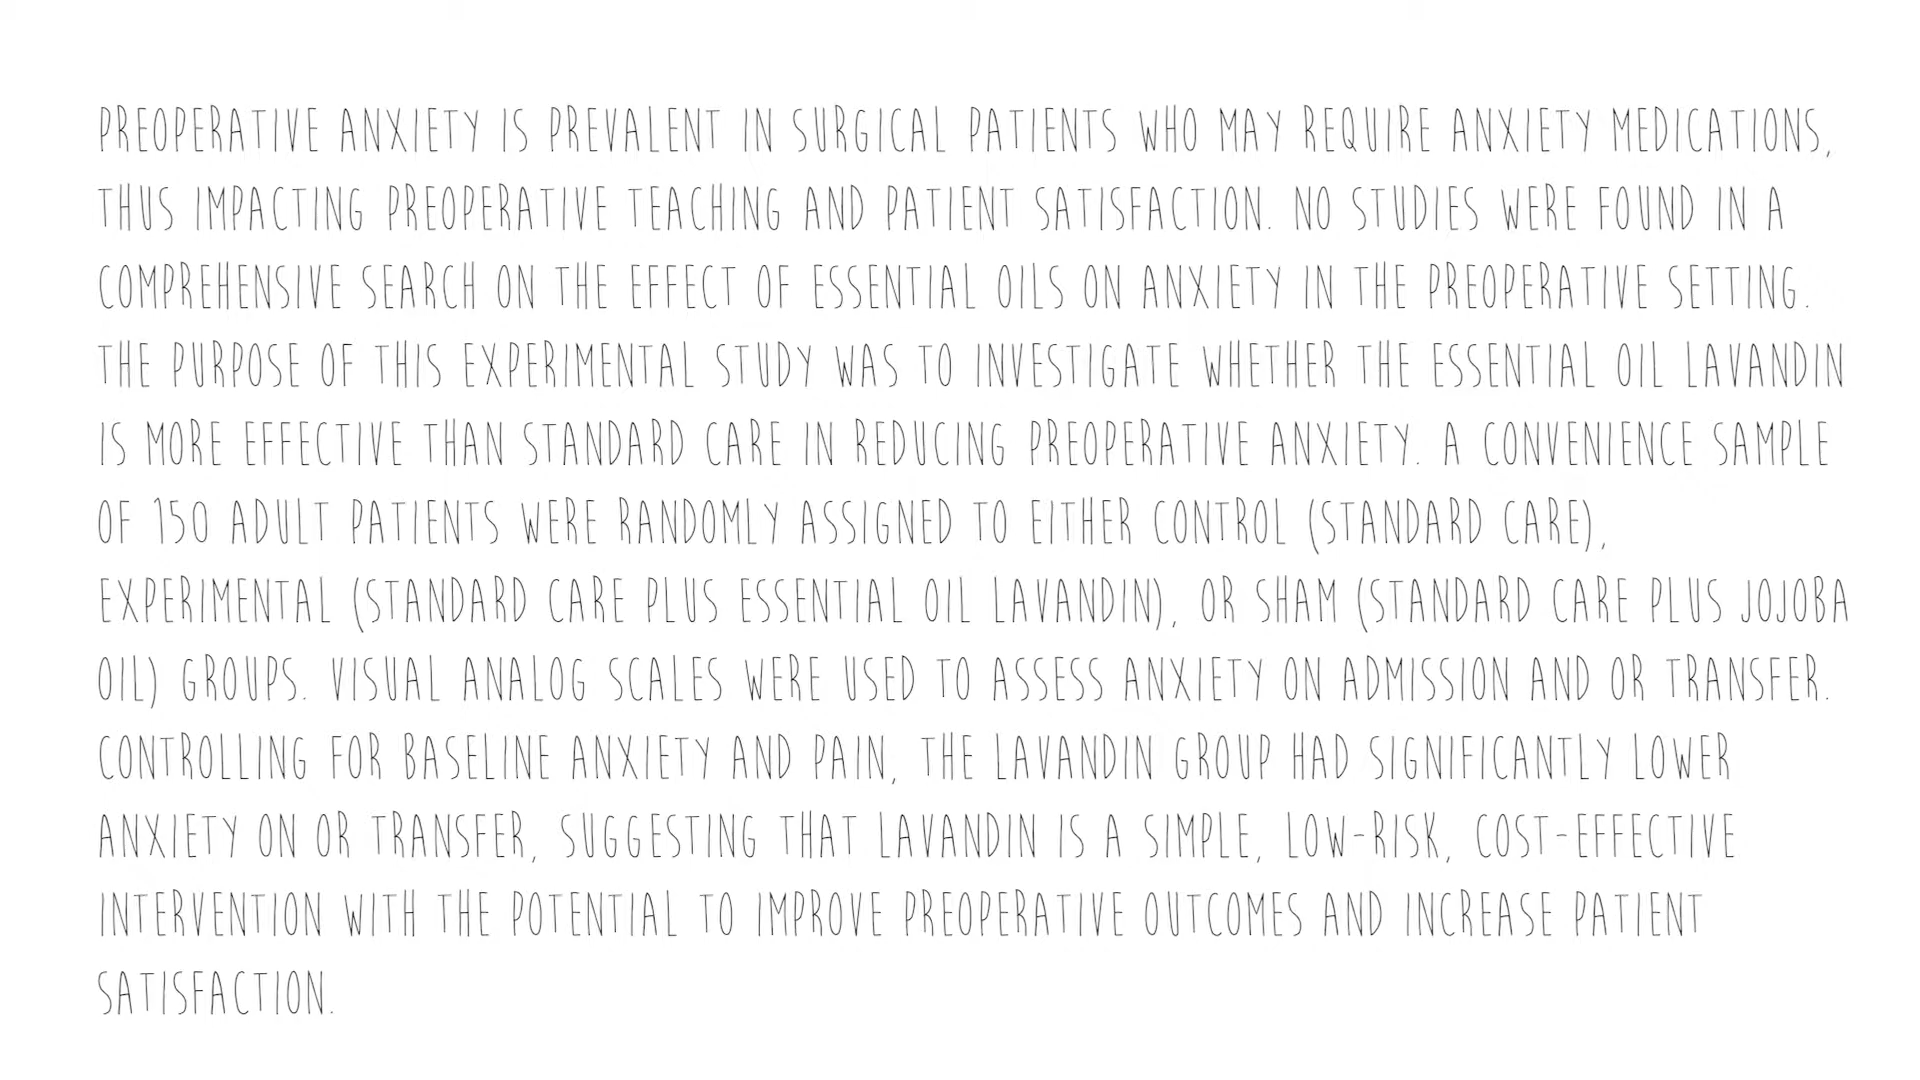 PREOPERATIVE ANXIETY IS PREVALENT IN SURGICAL PATIENTS WHO MAY REQUIRE ANXIETY MEDICATIONS,
THUS IMPACTING PREOPERATIVE TEACHING AND PATIENT SATISFACTION. NO STUDIES WERE FOUND IN A
COMPREHENSIVE SEARCH ON THE EFFECT OF ESSENTIAL OILS ON ANXIETY IN THE PREOPERATIVE SETTING.
THE PURPOSE OF THIS EXPERIMENTAL STUDY WAS TO INVESTIGATE WHETHER THE ESSENTIAL OIL LAVANDIN
IS MORE EFFECTIVE THAN STANDARD CARE IN REDUCING PREOPERATIVE ANXIETY. A CONVENIENCE SAMPLE
OF 150 ADULT PATIENTS WERE RANDOMLY ASSIGNED TO EITHER CONTROL (STANDARD CARE),
EXPERIMENTAL (STANDARD CARE PLUS ESSENTIAL OIL LAVANDIN), OR SHAM (STANDARD CARE PLUS JOJOBA
OIL) GROUPS. VISUAL ANALOG SCALES WERE USED TO ASSESS ANXIETY ON ADMISSION AND OR TRANSFER.
CONTROLLING FOR BASELINE ANXIETY AND PAIN, THE LAVANDIN GROUP HAD SIGNIFICANTLY LOWER
ANXIETY ON OR TRANSFER, SUGGESTING THAT LAVANDIN IS A SIMPLE, LOW-RISK, COST-EFFECTIVE
INTERVENTION WITH THE POTENTIAL TO IMPROVE PREOPERATIVE OUTCOMES AND INCREASE PATIENT
SATISFACTION.